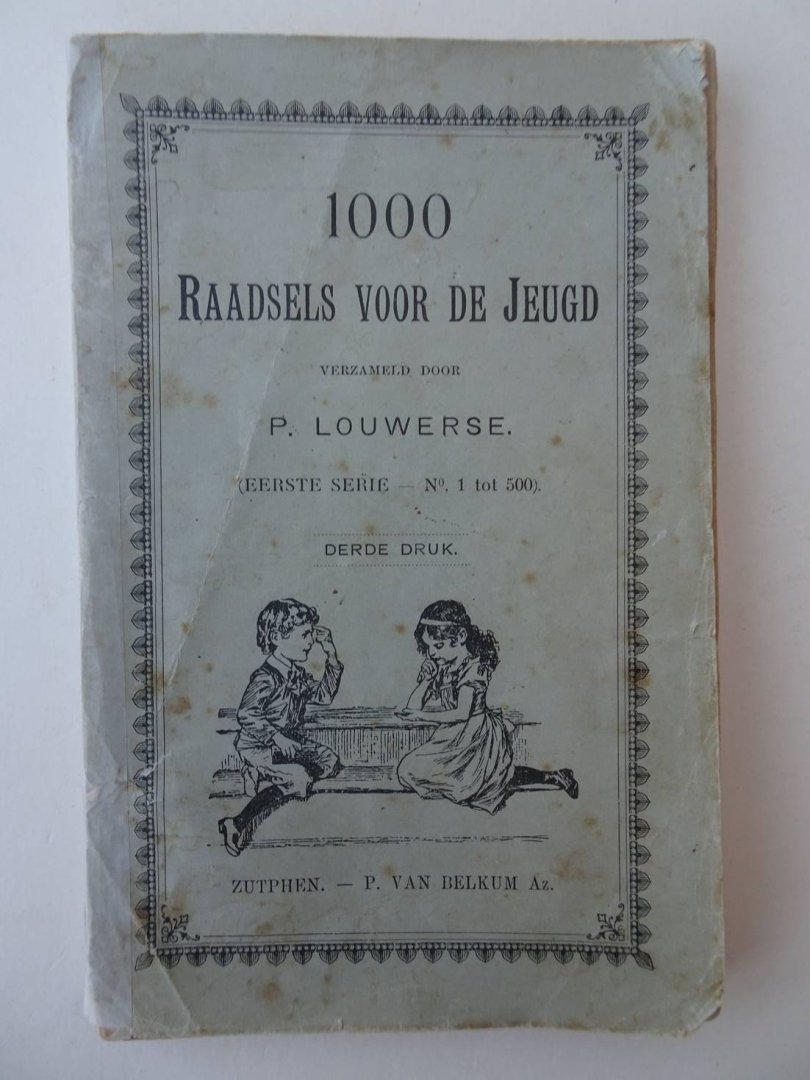 1000
RAADSELS VOOR DE JEUGD
VERZAMELD DOOR
P. LOUWERSE.
(EERSTE SERIE — No. 1 tot 500).
DERDE DRUK.
ZUTPHEN. — P. VAN BELKUM Az.